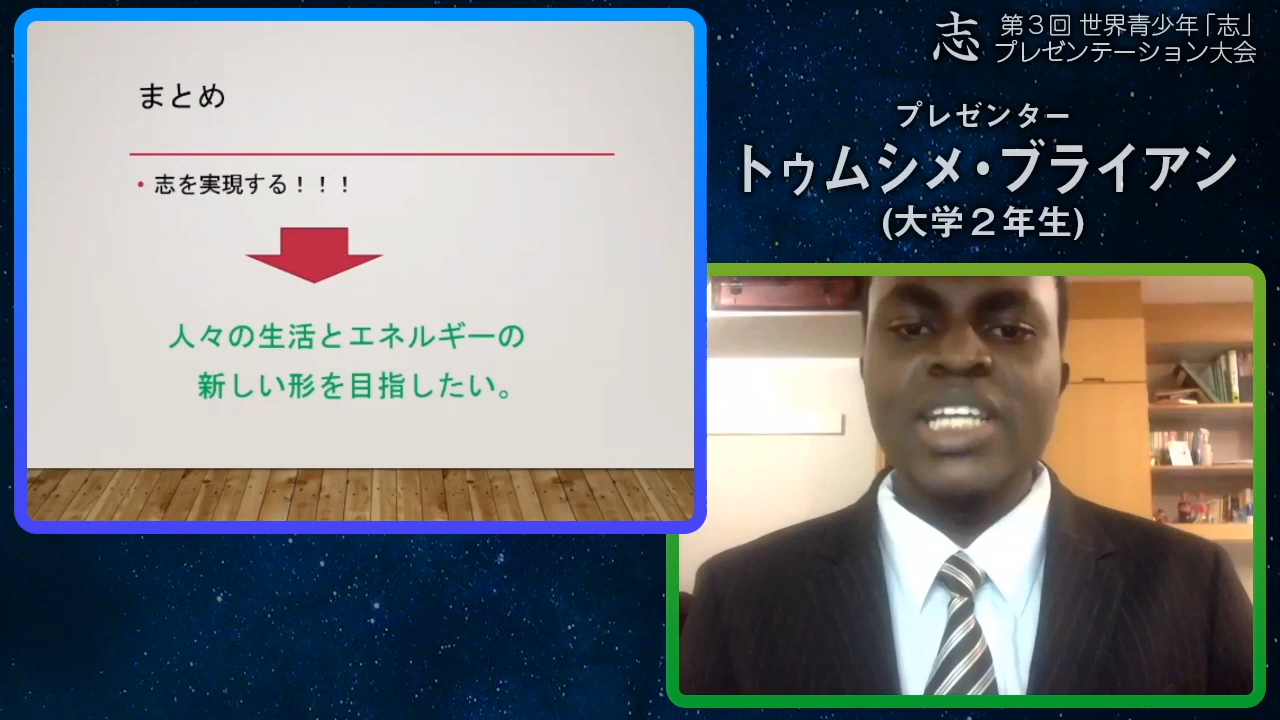 まとめ
• 志を実現する！！！
人々の生活とエネルギーの
新しい形を目指したい。
志
第３回 世界青少年「志」
プレゼンテーション大会
プレゼンター
トゥムシメ・ブライアン
(大学２年生)